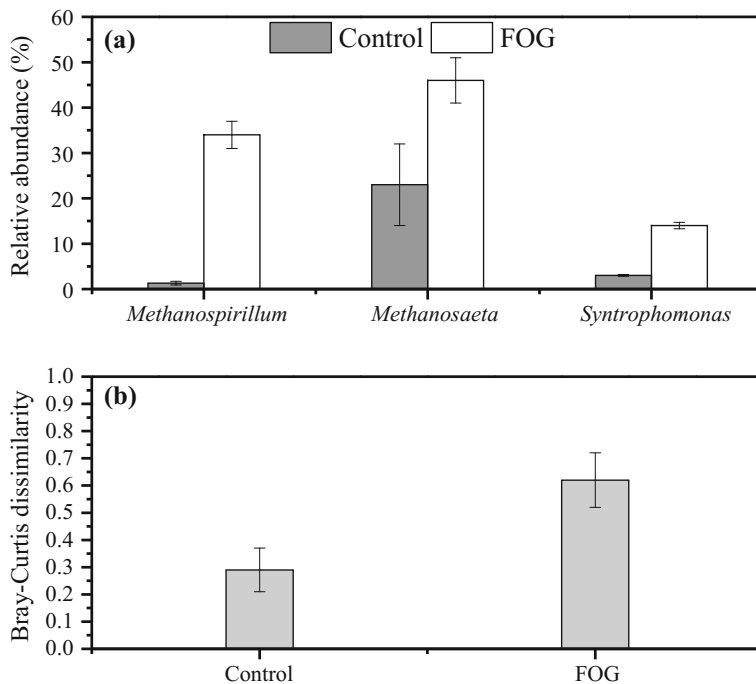 (a)
Control
FOG
Relative abundance (%)
60
50
40
30
20
10
0
Methanospirillum
Methanosaeta
Syntrophomonas
(b)
Bray-Curtis dissimilarity
1.0
0.9
0.8
0.7
0.6
0.5
0.4
0.3
0.2
0.1
0.0
Control
FOG